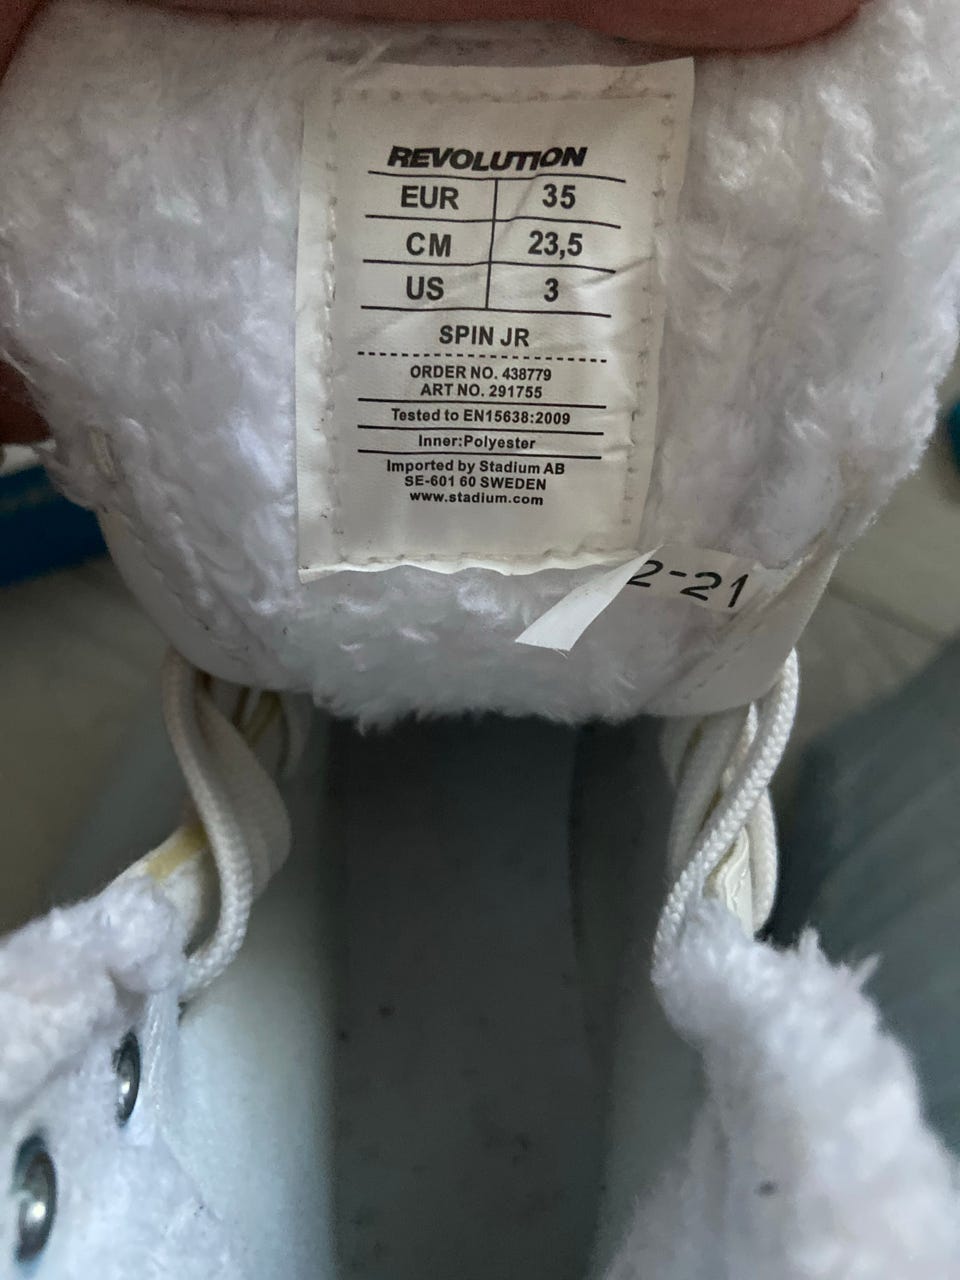 REVOLUTION
EUR 35
CM 23,5
US 3
SPIN JR
ORDER NO. 438779
ART NO. 291755
Tested to EN15638:2009
Inner:Polyester
Imported by Stadium AB
SE-601 60 SWEDEN
www.stadium.com
2-21